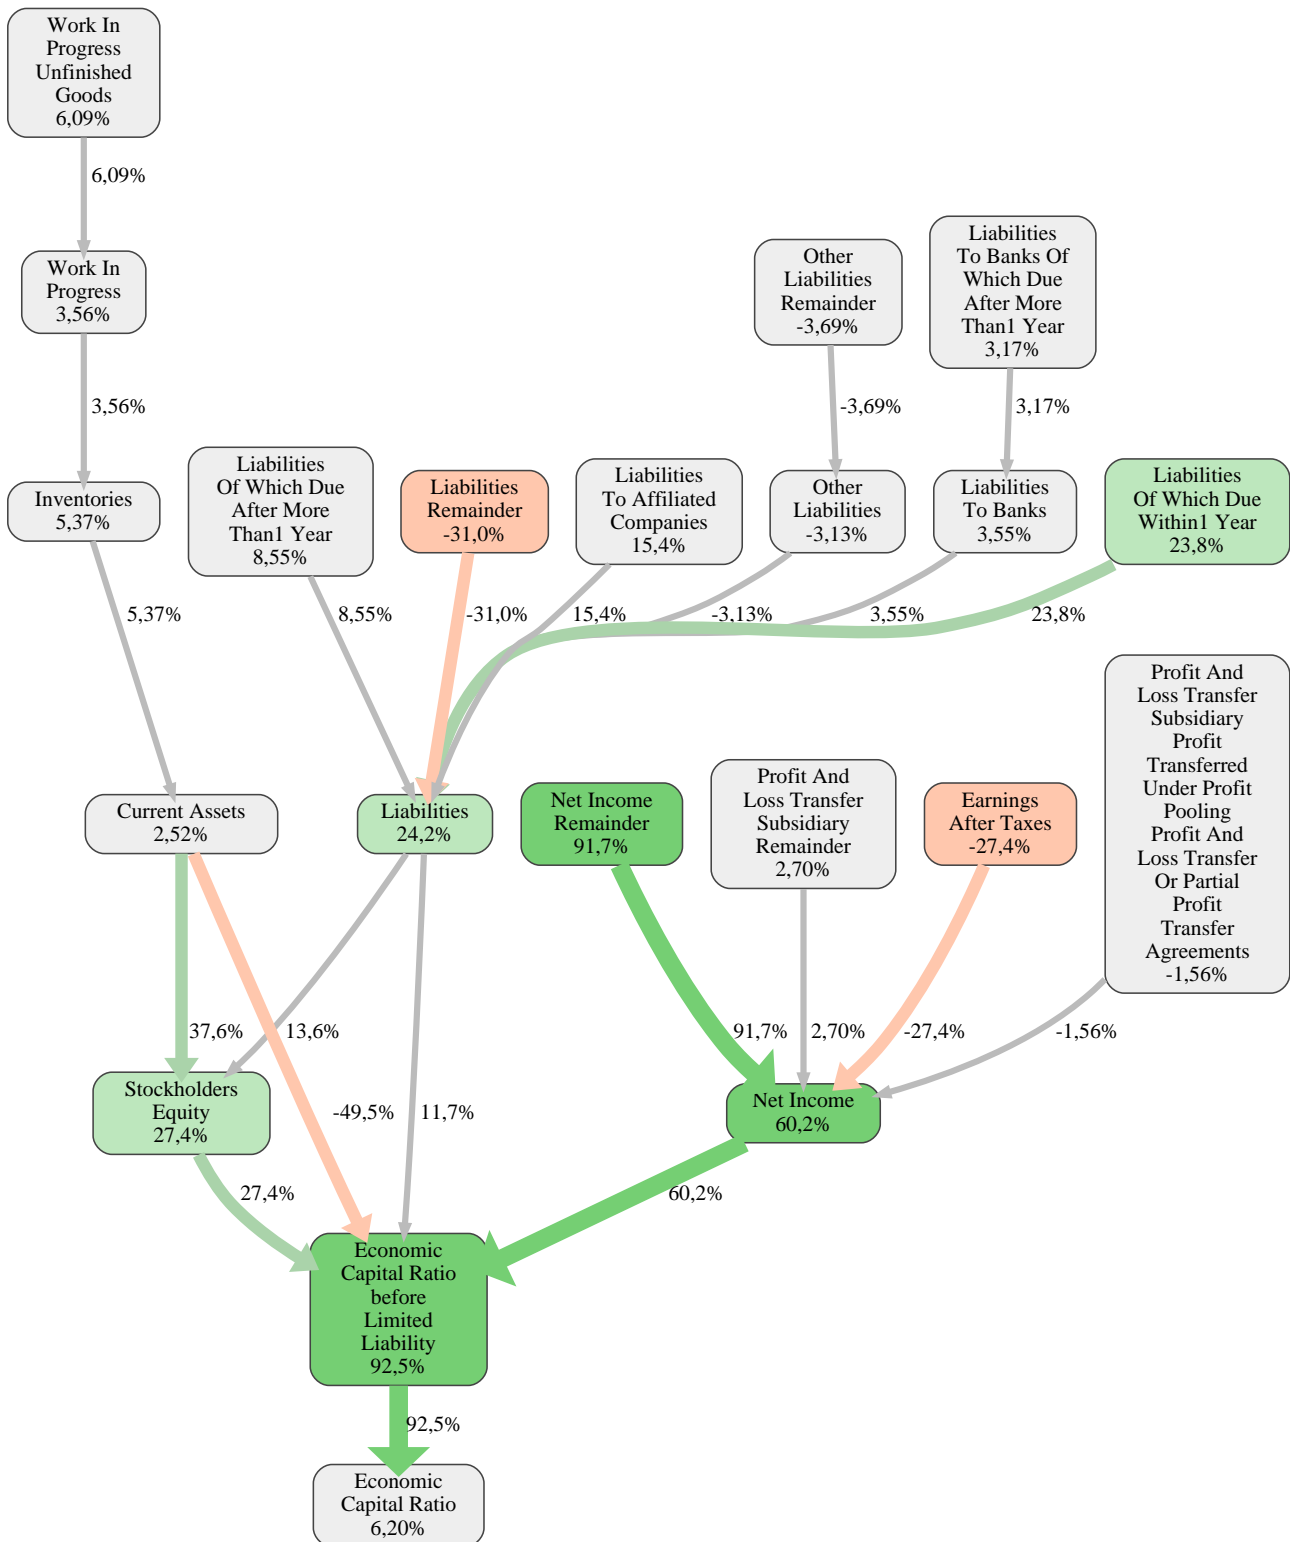 Work In
Progress
Unfinished
Goods
6,09%
6,09%
Work In
Progress
3,56%
Other
Liabilities
Remainder
-3,69%
Liabilities
To Banks Of
Which Due
After More
Than1 Year
3,17%
3,56%
-3,69%
3,17%
Inventories
5,37%
Liabilities
Of Which Due
After More
Than1 Year
8,55%
Liabilities
Remainder
-31,0%
Liabilities
To Affiliated
Companies
15,4%
Other
Liabilities
-3,13%
Liabilities
To Banks
3,55%
Liabilities
Of Which Due
Within1 Year
23,8%
5,37%
8,55%
-31,0%
15,4%
-3,13%
3,55%
23,8%
Current Assets
2,52%
Liabilities
24,2%
Net Income
Remainder
91,7%
Profit And
Loss Transfer
Subsidiary
Remainder
2,70%
Earnings
After Taxes
-27,4%
Profit And
Loss Transfer
Subsidiary
Profit
Transferred
Under Profit
Pooling
Profit And
Loss Transfer
Or Partial
Profit
Transfer
Agreements
-1,56%
37,6%
13,6%
91,7%
2,70%
-27,4%
-1,56%
Stockholders
Equity
27,4%
-49,5%
11,7%
Net Income
60,2%
27,4%
60,2%
Economic
Capital Ratio
before
Limited
Liability
92,5%
92,5%
Economic
Capital Ratio
6,20%